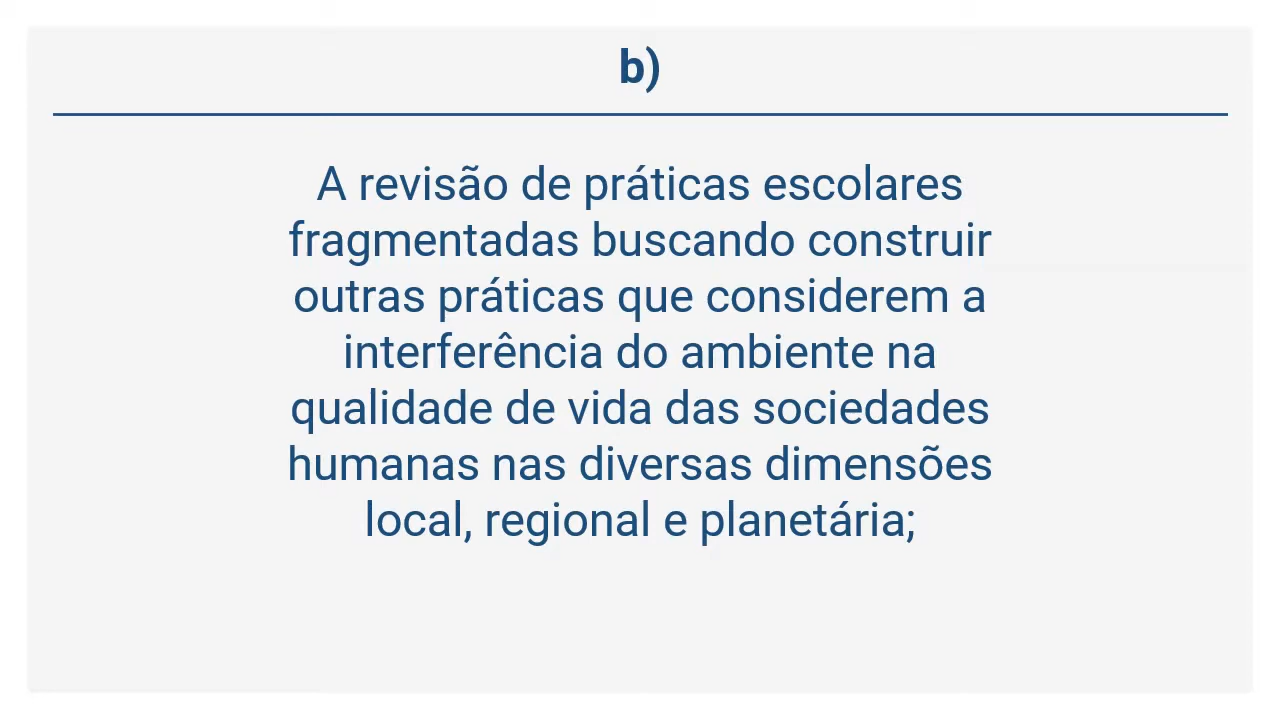 b)
A revisão de práticas escolares
fragmentadas buscando construir
outras práticas que considerem a
interferência do ambiente na
qualidade de vida das sociedades
humanas nas diversas dimensões
local, regional e planetária;